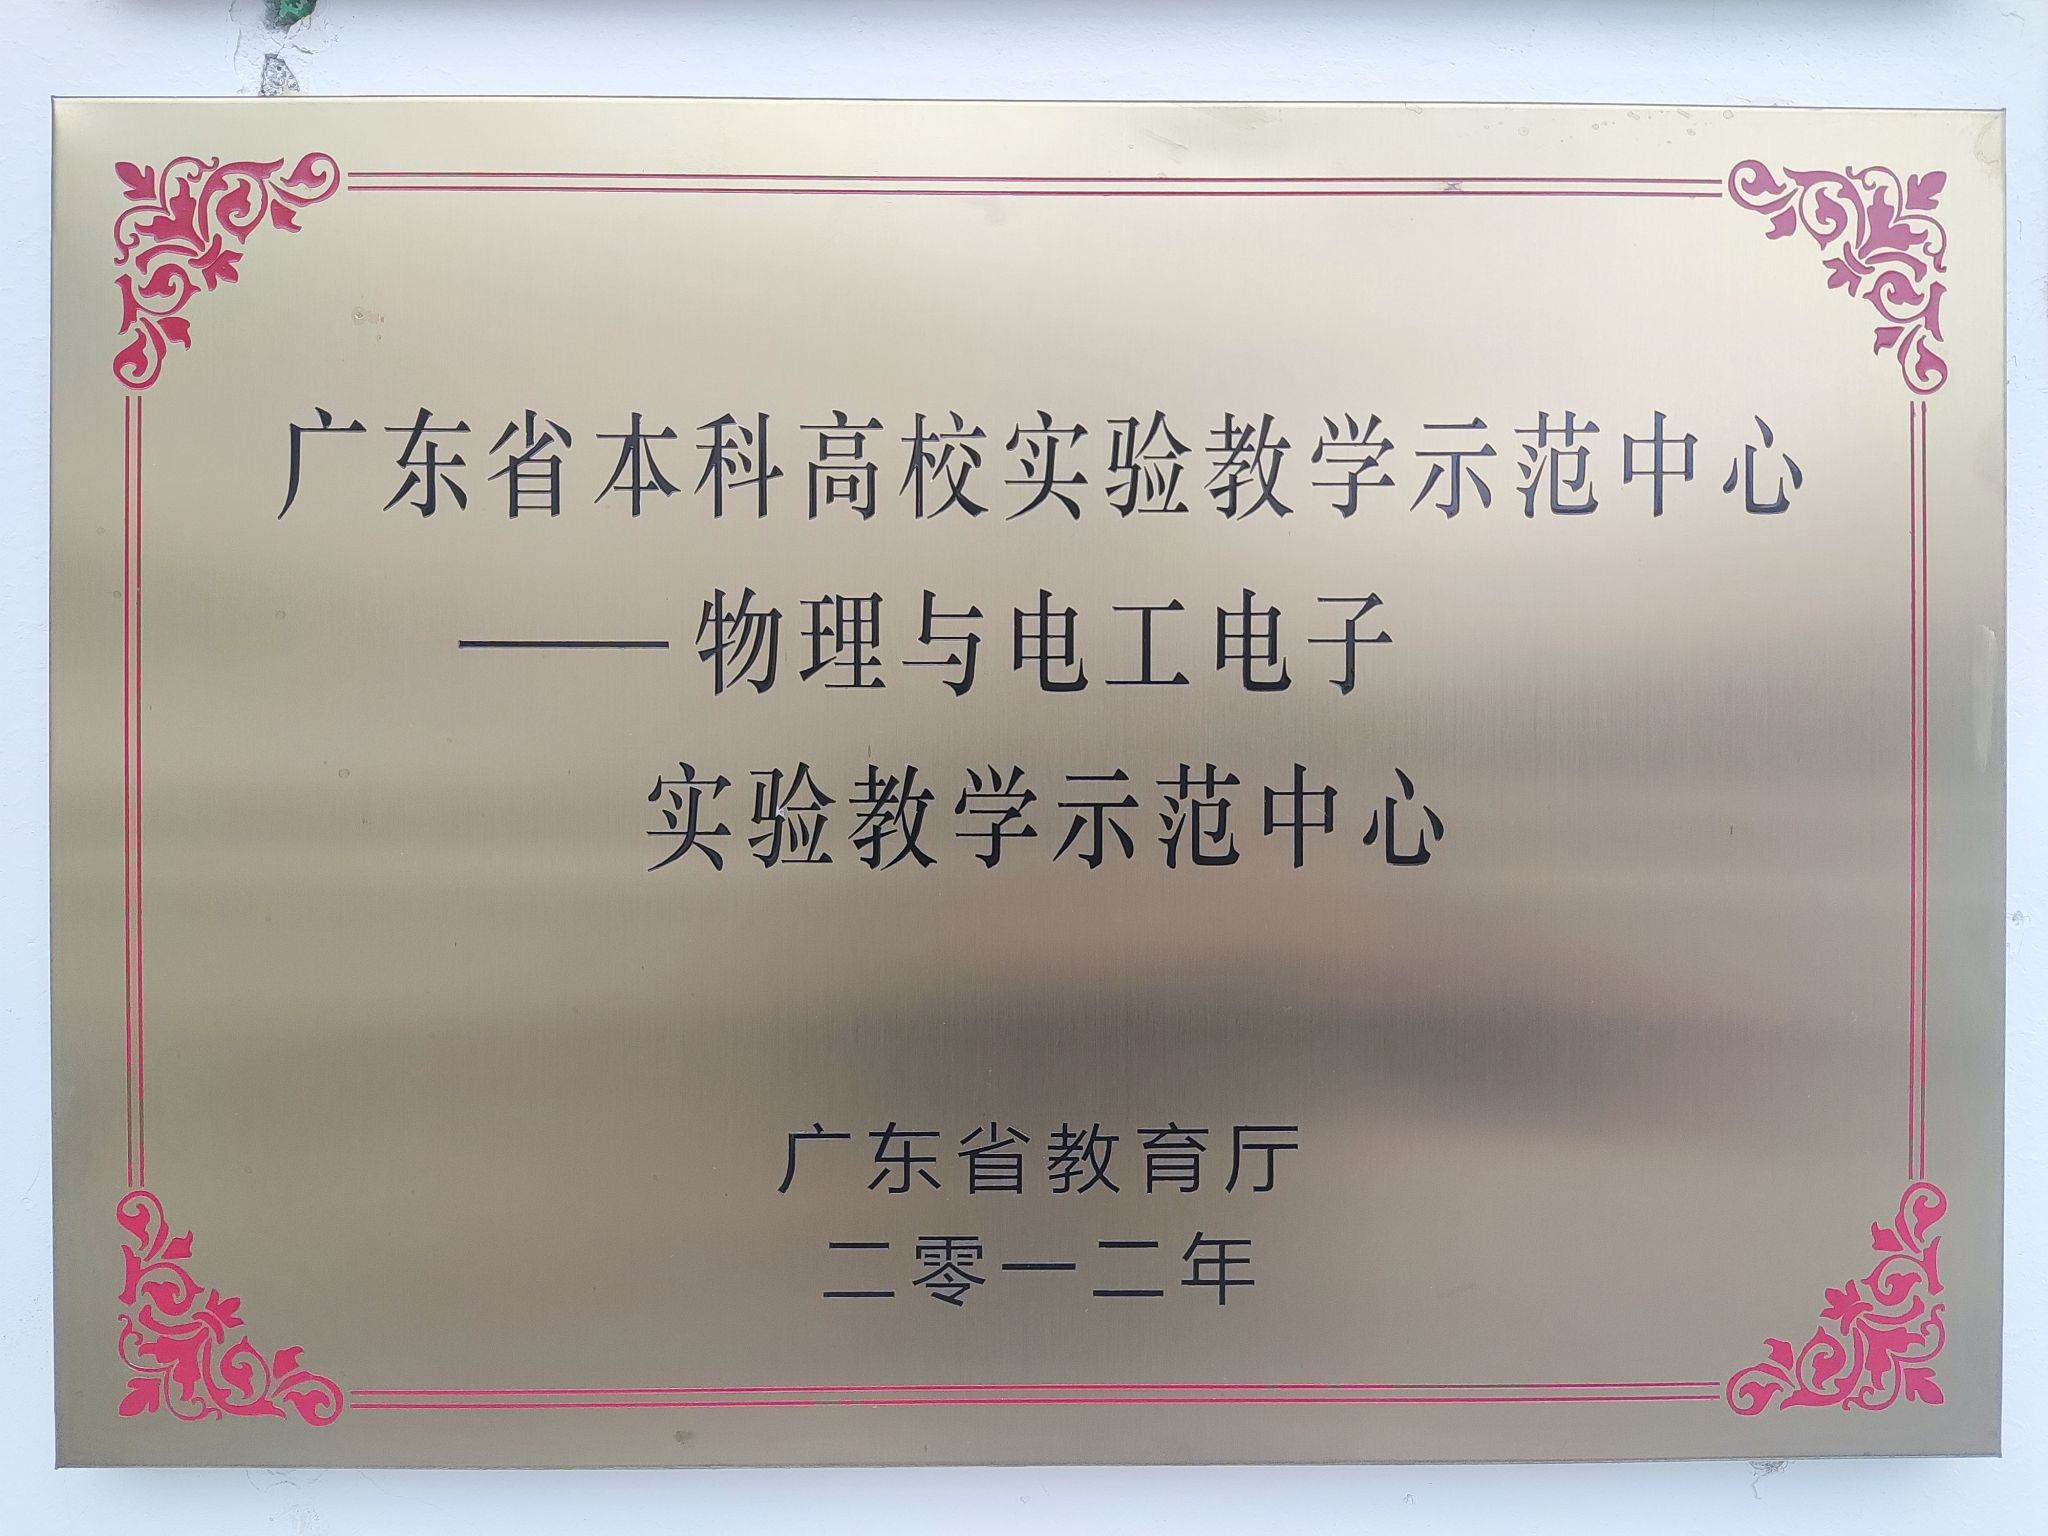 广东省本科高校实验教学示范中心
——物理与电工电子
实验教学示范中心
广东省教育厅
二零一二年